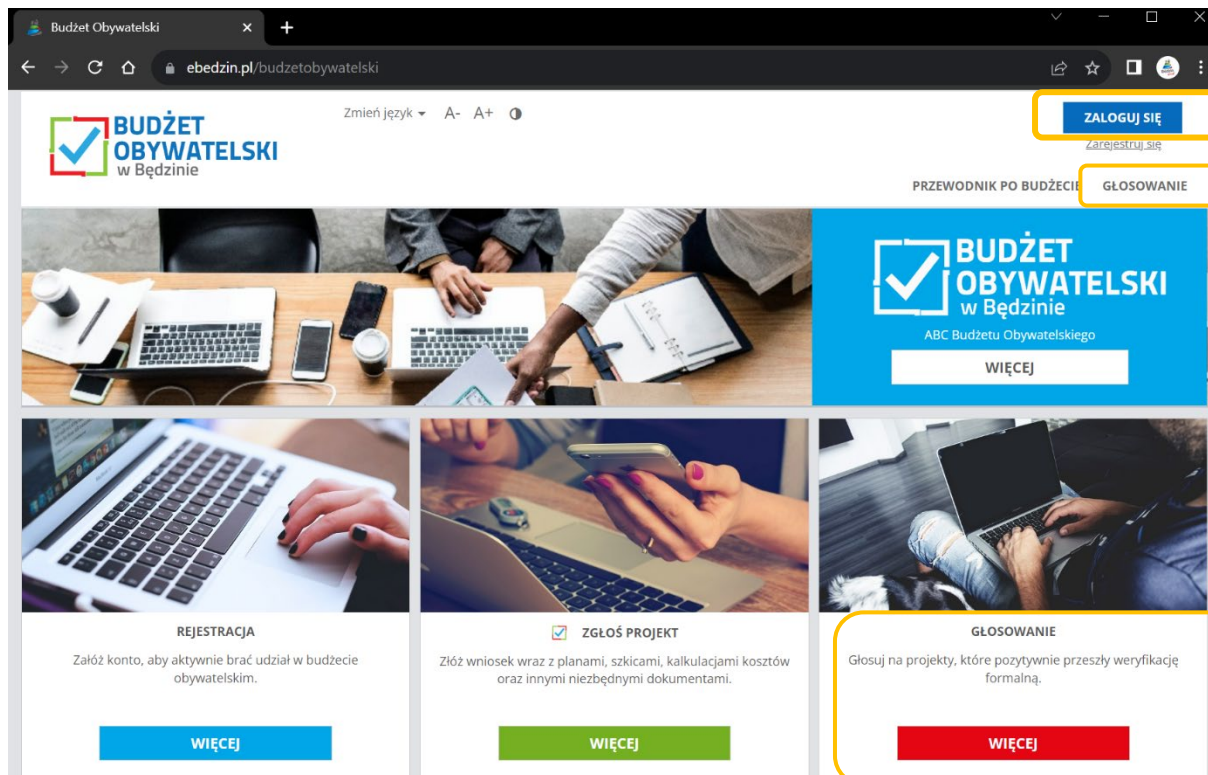 Budżet Obywatelski
ebedzin.pl/budzetobywatelski
BUDŻET
OBYWATELSKI
w Będzinie
Zmień język
A- A+
ZALOGUJ SIĘ
Zarejestruj się
PRZEWODNIK PO BUDŻECIE
GŁOSOWANIE
BUDŻET
OBYWATELSKI
w Będzinie
ABC Budżetu Obywatelskiego
WIĘCEJ
REJESTRACJA
Załóż konto, aby aktywnie brać udział w budżecie
obywatelskim.
WIĘCEJ
ZGŁOŚ PROJEKT
Złóż wniosek wraz z planami, szkicami, kalkulacjami kosztów
oraz innymi niezbędnymi dokumentami.
WIĘCEJ
GŁOSOWANIE
Głosuj na projekty, które pozytywnie przeszły weryfikację
formalną.
WIĘCEJ